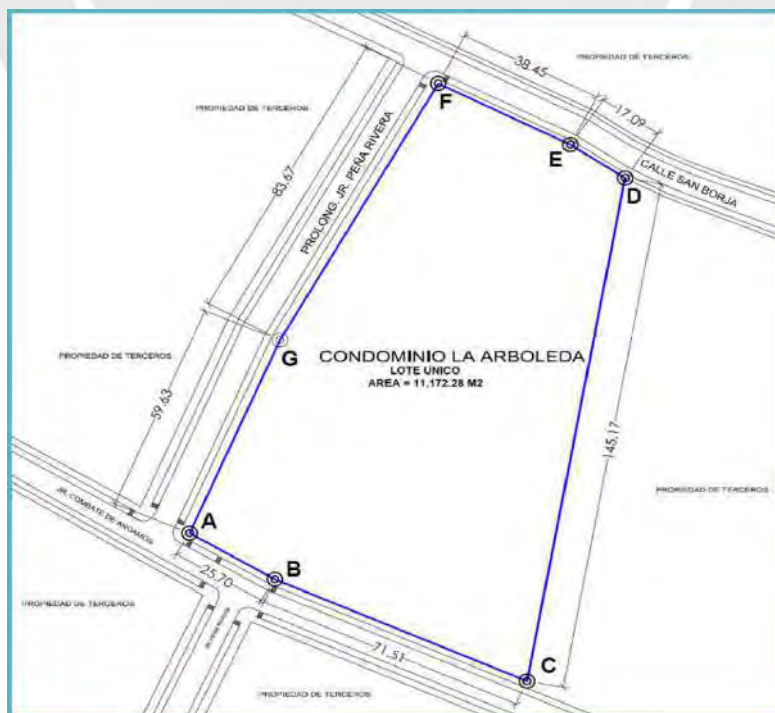 38.45
PROPIEDAD DE TERCEROS
F
PROPIEDAD DE TERCEROS
17.09
E
CALLE SAN BORJA
D
PROLONG. JR. PEÑA RIVERA
83.67
G
CONDOMINIO LA ARBOLEDA
LOTE UNICO
AREA = 11,172.28 M2
PROPIEDAD DE TERCEROS
59.63
145.17
PROPIEDAD DE TERCEROS
JR. COMBATE DE ANGAMOS
A
B
25.70
PROPIEDAD DE TERCEROS
71.51
C
PROPIEDAD DE TERCEROS